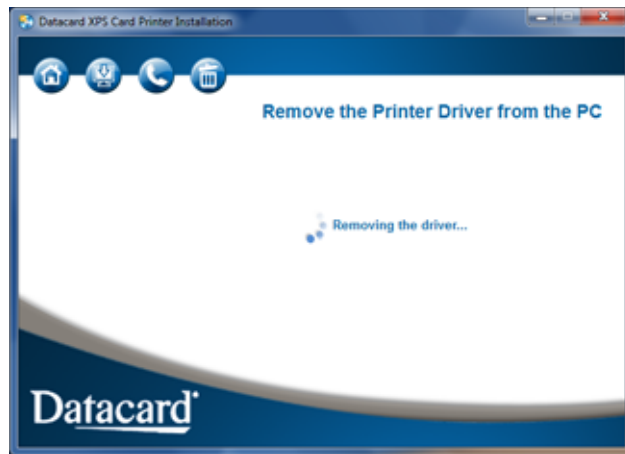 Datacard XPS Card Printer Installation
Remove the Printer Driver from the PC
Removing the driver...
Datacard